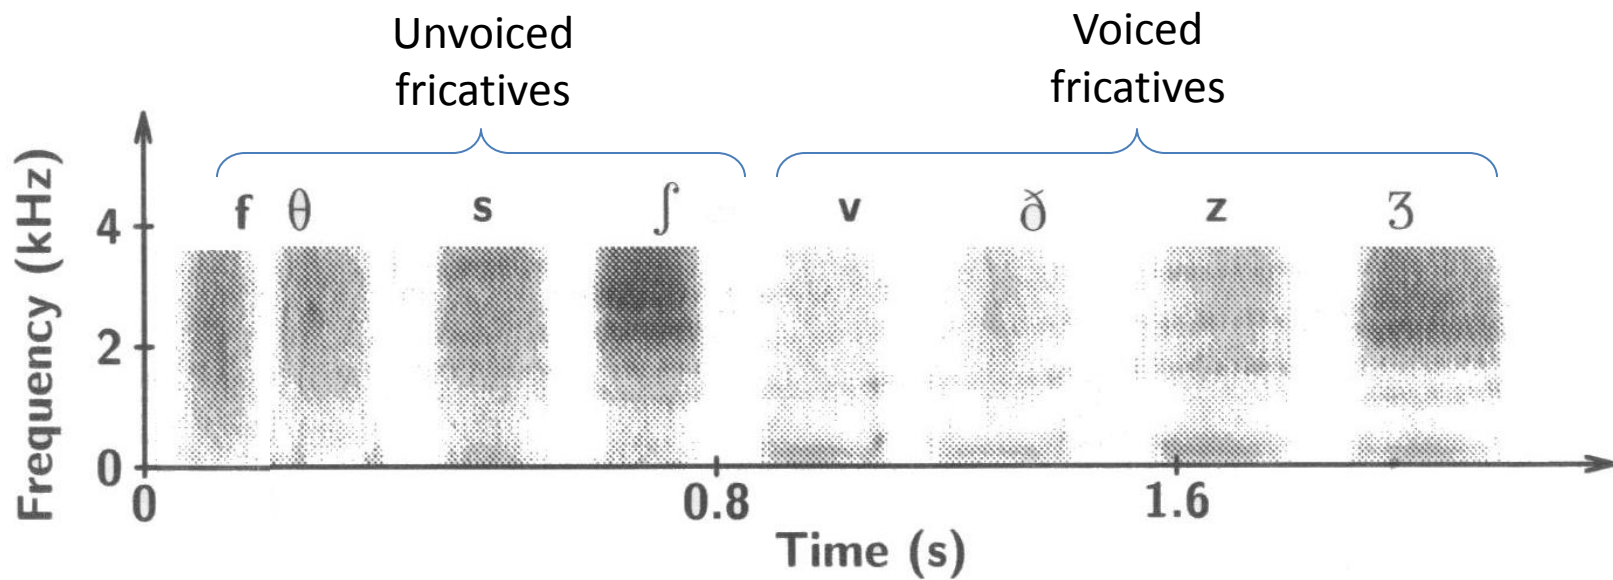 Unvoiced
fricatives
Voiced
fricatives
f θ s ʃ v ð z ʒ
Frequency (kHz)
4
2
0
0 0.8 1.6
Time (s)